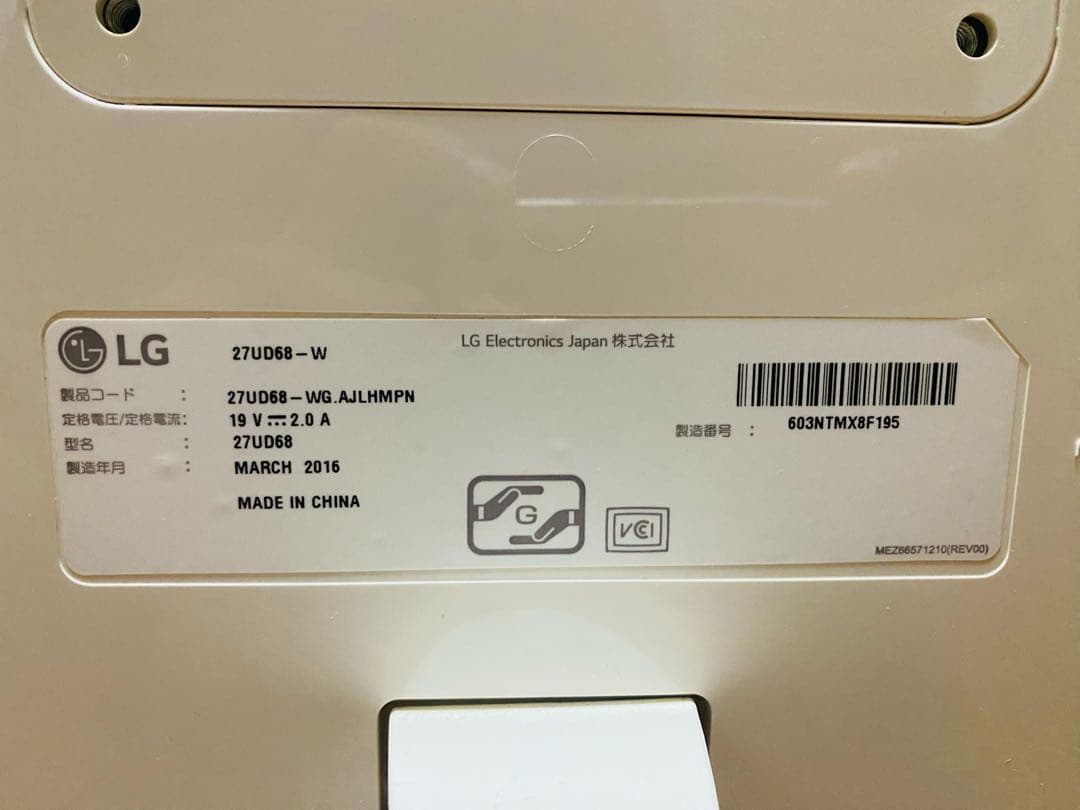 LG
27UD68-W
LG Electronics Japan 株式会社
製品コード : 27UD68-WG.AJLHMPN
定格電圧/定格電流: 19 V ⎓ 2.0 A
型名 : 27UD68
製造年月 : MARCH 2016
MADE IN CHINA
製造番号 : 603NTMX8F195
G
VCCI
MEZ66571210(REV00)